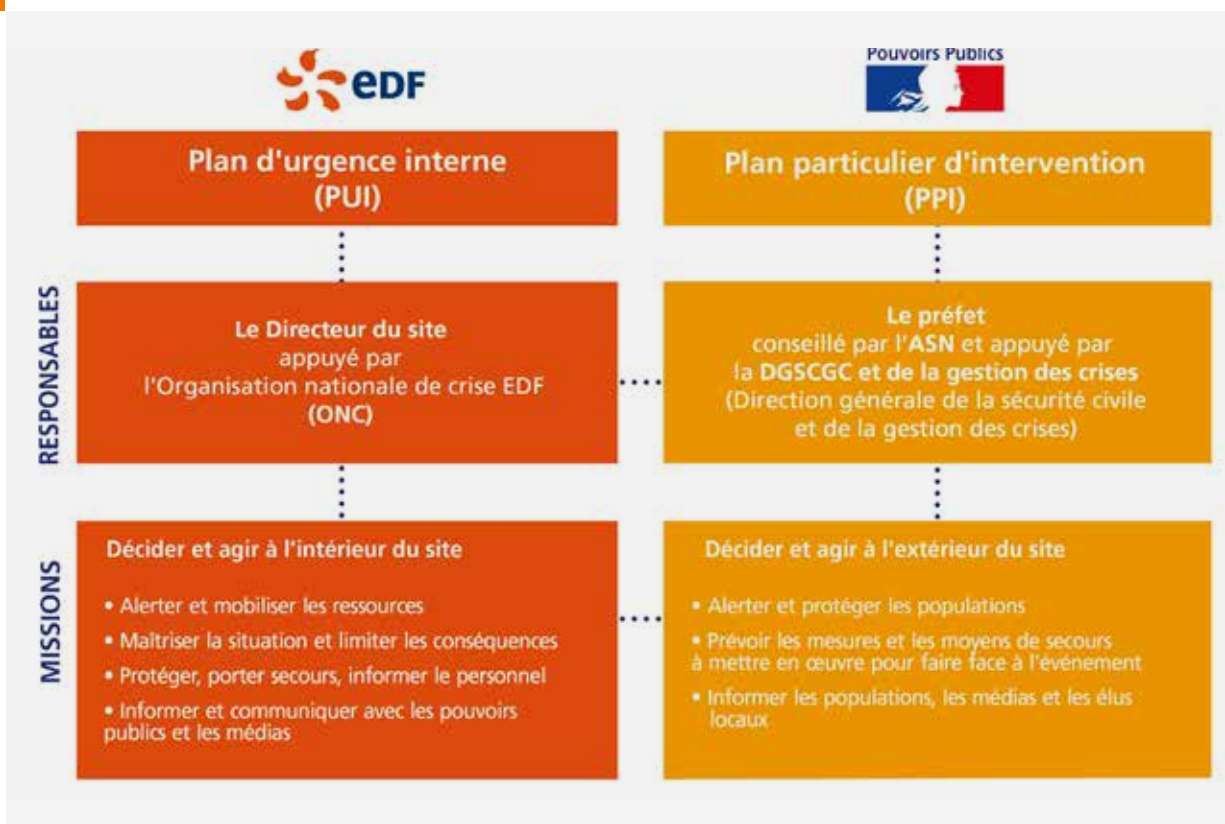 eDF
Pouvoirs Publics
Plan d'urgence interne
(PUI)
Plan particulier d'intervention
(PPI)
RESPONSABLES
Le Directeur du site
appuyé par
l'Organisation nationale de crise EDF
(ONC)
Le préfet
conseillé par l'ASN et appuyé par
la DGSCGC et de la gestion des crises
(Direction générale de la sécurité civile
et de la gestion des crises)
MISSIONS
Décider et agir à l'intérieur du site
• Alerter et mobiliser les ressources
• Maîtriser la situation et limiter les conséquences
• Protéger, porter secours, informer le personnel
• Informer et communiquer avec les pouvoirs
publics et les médias
Décider et agir à l'extérieur du site
• Alerter et protéger les populations
• Prévoir les mesures et les moyens de secours
à mettre en œuvre pour faire face à l'événement
• Informer les populations, les médias et les élus
locaux